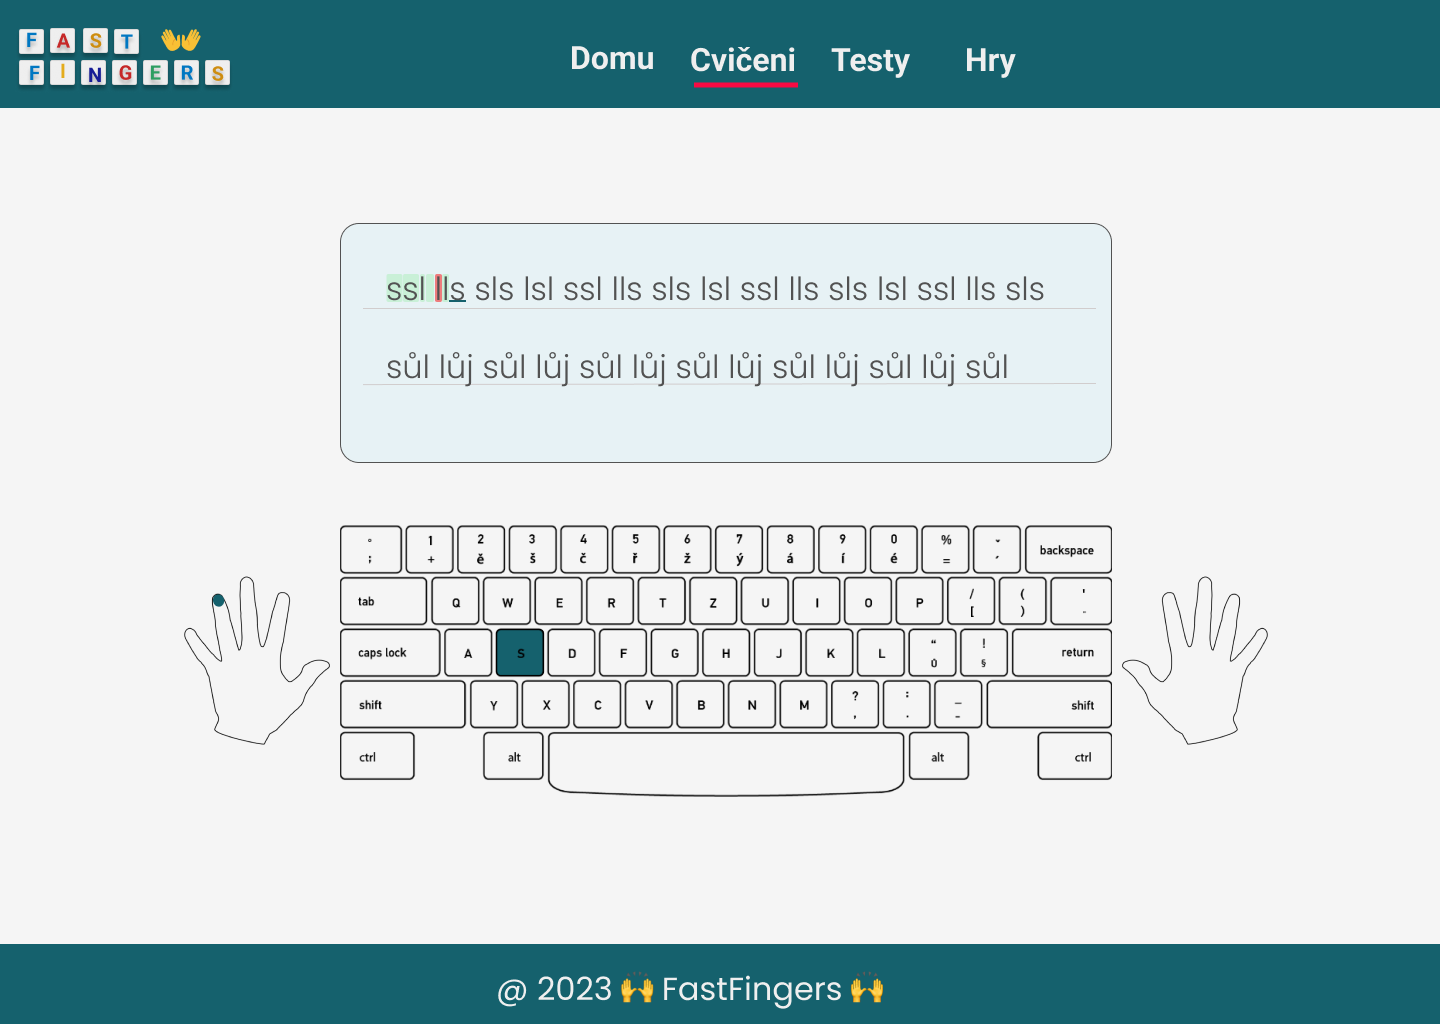 FAST
FINGERS
Domu Cvičeni Testy Hry
ssl lls sls lsl ssl lls sls lsl ssl lls sls lsl ssl lls sls
sůl lůj sůl lůj sůl lůj sůl lůj sůl lůj sůl lůj sůl
° 1 2 3 4 5 6 7 8 9 0 % ˇ backspace
; + ě š č ř ž ý á í é = ´
tab Q W E R T Z U I O P / ( '
[ ) -
caps lock A S D F G H J K L “ ! return
Ů §
shift Y X C V B N M ? : _ shift
, . -
ctrl alt alt ctrl
@ 2023 🙌 FastFingers 🙌